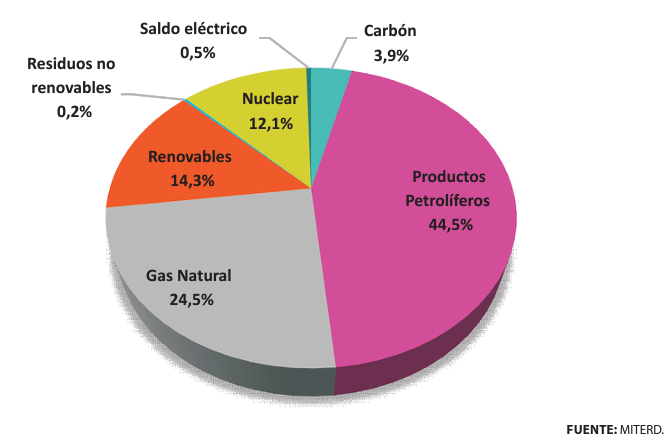 Saldo eléctrico
0,5%
Carbón
3,9%
Residuos no
renovables
0,2%
Nuclear
12,1%
Renovables
14,3%
Productos
Petrolíferos
44,5%
Gas Natural
24,5%
FUENTE: MITERD.